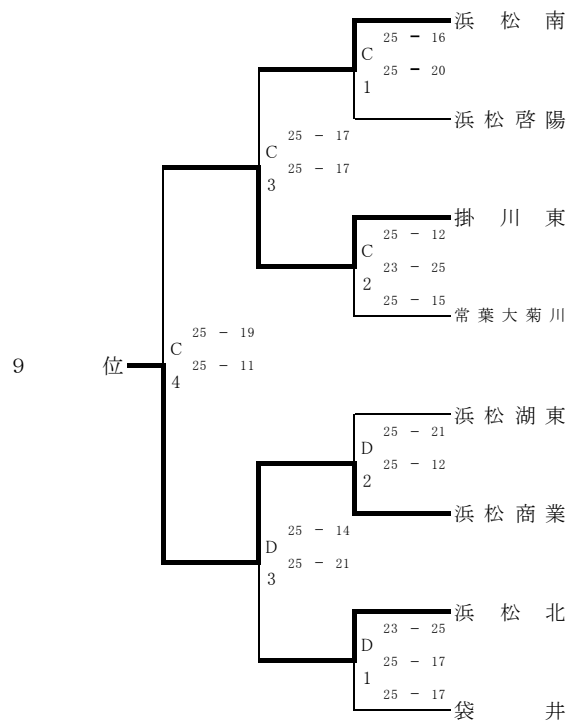 浜松南
25 － 16
C
25 － 20
1
浜松啓陽
25 － 17
C
25 － 17
3
掛川東
25 － 12
C
23 － 25
2
25 － 15
常葉大菊川
25 － 19
C
9位
25 － 11
4
浜松湖東
25 － 21
D
25 － 12
2
浜松商業
25 － 14
D
25 － 21
3
浜松北
23 － 25
D
25 － 17
1
25 － 17
袋井